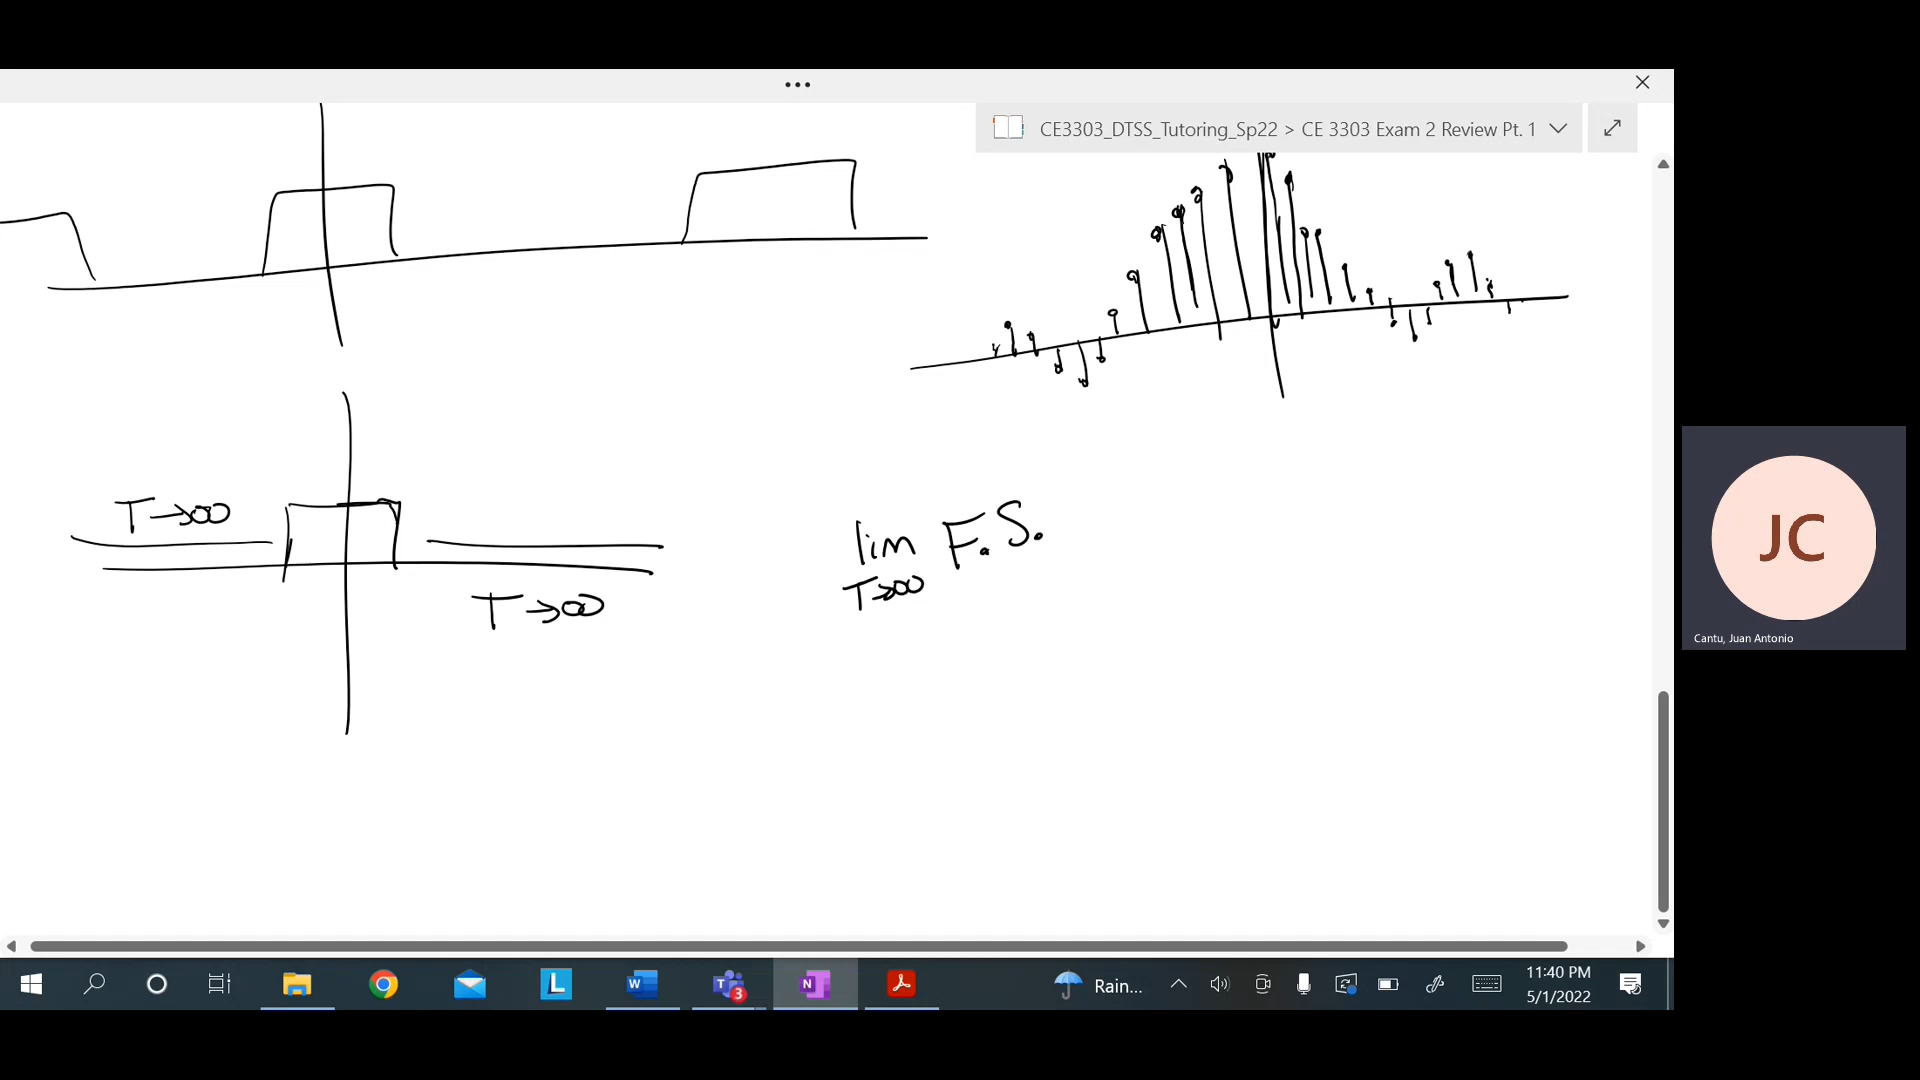 CE3303_DTSS_Tutoring_Sp22 > CE 3303 Exam 2 Review Pt. 1
T→∞
lim F.S.
T→∞
T→∞
JC
Cantu, Juan Antonio
Rain...
11:40 PM
5/1/2022
L
W
T
3
N